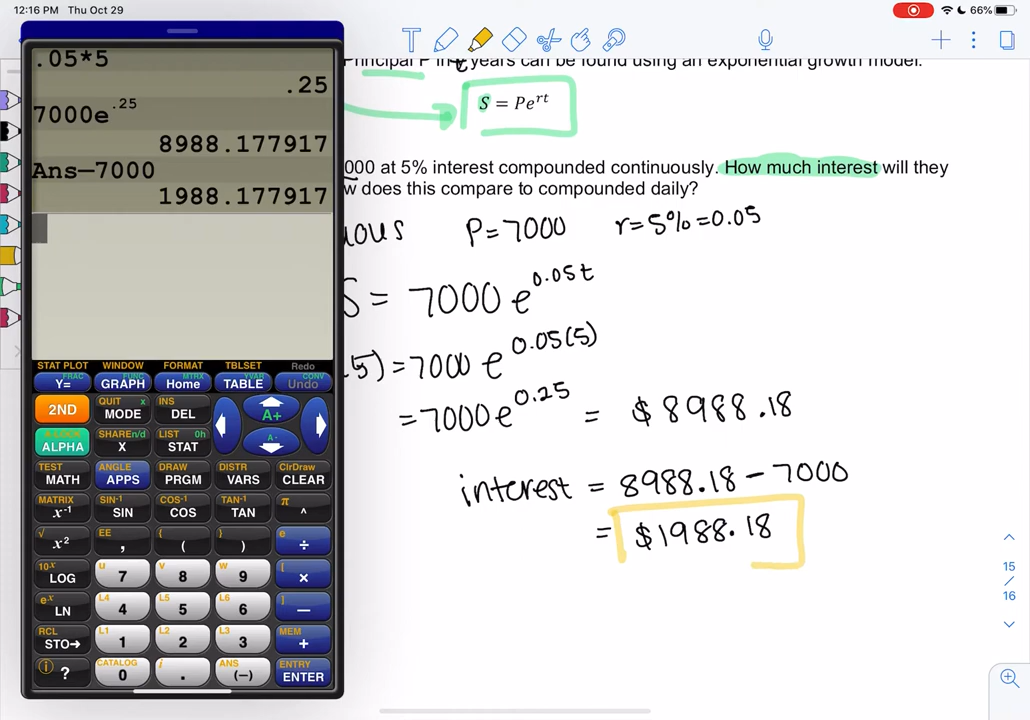 12:16 PM Thu Oct 29
66%
T
.05*5
.25
7000e^.25
8988.177917
Ans-7000
1988.177917
rincipal P in t years can be found using an exponential growth model.
S = Pe^rt
000 at 5% interest compounded continuously. How much interest will they
w does this compare to compounded daily?
uous P=7000 r=5%=0.05
S = 7000e^0.05t
5)=7000e^0.05(5)
=7000e^0.25 = $8988.18
interest = 8988.18-7000
= $1988.18
15
/
16
STAT PLOT WINDOW FORMAT TBLSET Redo
Y= GRAPH Home TABLE Undo
QUIT x INS
2ND MODE DEL A+
SHARE n/d LIST 0h A-
ALPHA X STAT
TEST ANGLE DRAW DISTR ClrDraw
MATH APPS PRGM VARS CLEAR
MATRIX SIN-1 COS-1 TAN-1 π
x-1 SIN COS TAN ^
√ EE { } e
x2 , ( ) ÷
10x u v w [
LOG 7 8 9 ×
ex L4 L5 L6 ]
LN 4 5 6 —
RCL L1 L2 L3 MEM
STO→ 1 2 3 +
i CATALOG i ANS ENTRY
? 0 . (−) ENTER